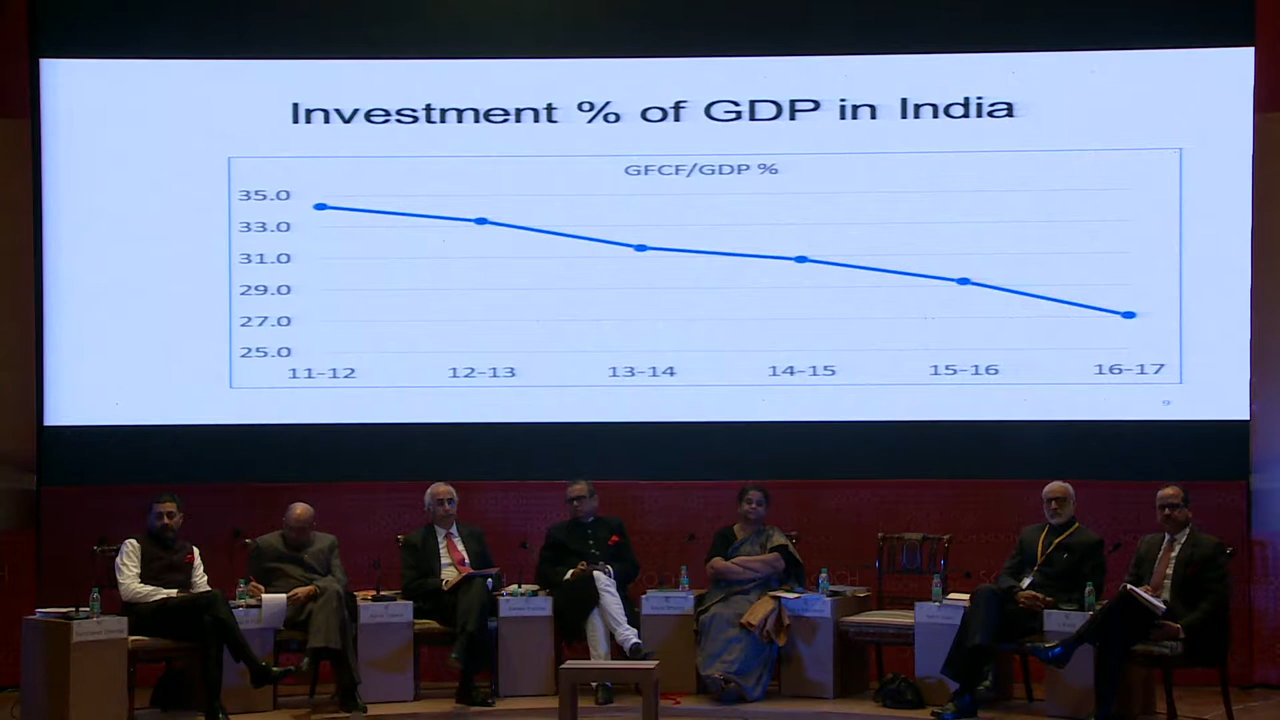 Investment % of GDP in India
GFCF/GDP %
35.0
33.0
31.0
29.0
27.0
25.0
11-12 12-13 13-14 14-15 15-16 16-17
9